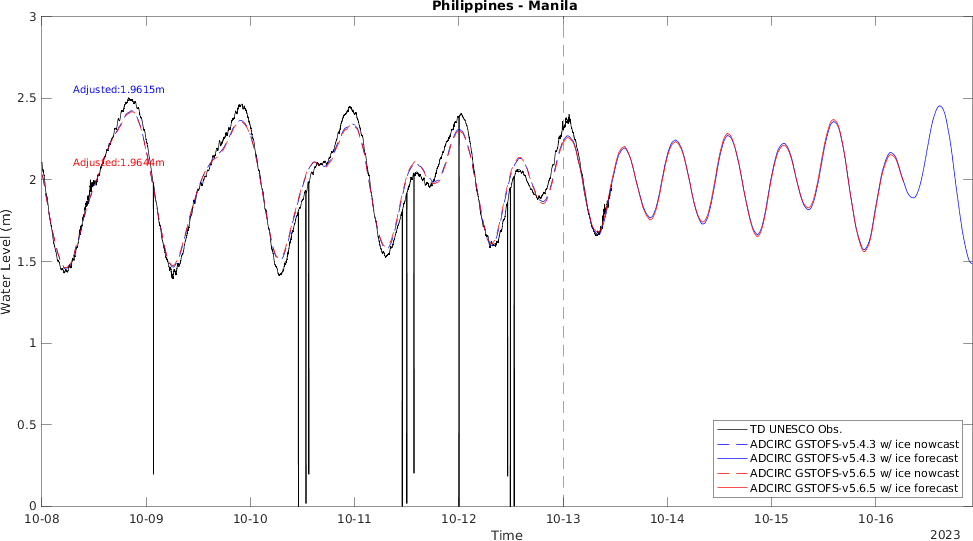 Philippines - Manila
3
2.5
2
1.5
1
0.5
0
Water Level (m)
Adjusted:1.9615m
Adjusted:1.9644m
TD UNESCO Obs.
ADCIRC GSTOFS-v5.4.3 w/ ice nowcast
ADCIRC GSTOFS-v5.4.3 w/ ice forecast
ADCIRC GSTOFS-v5.6.5 w/ ice nowcast
ADCIRC GSTOFS-v5.6.5 w/ ice forecast
10-08 10-09 10-10 10-11 10-12 10-13 10-14 10-15 10-16
Time
2023